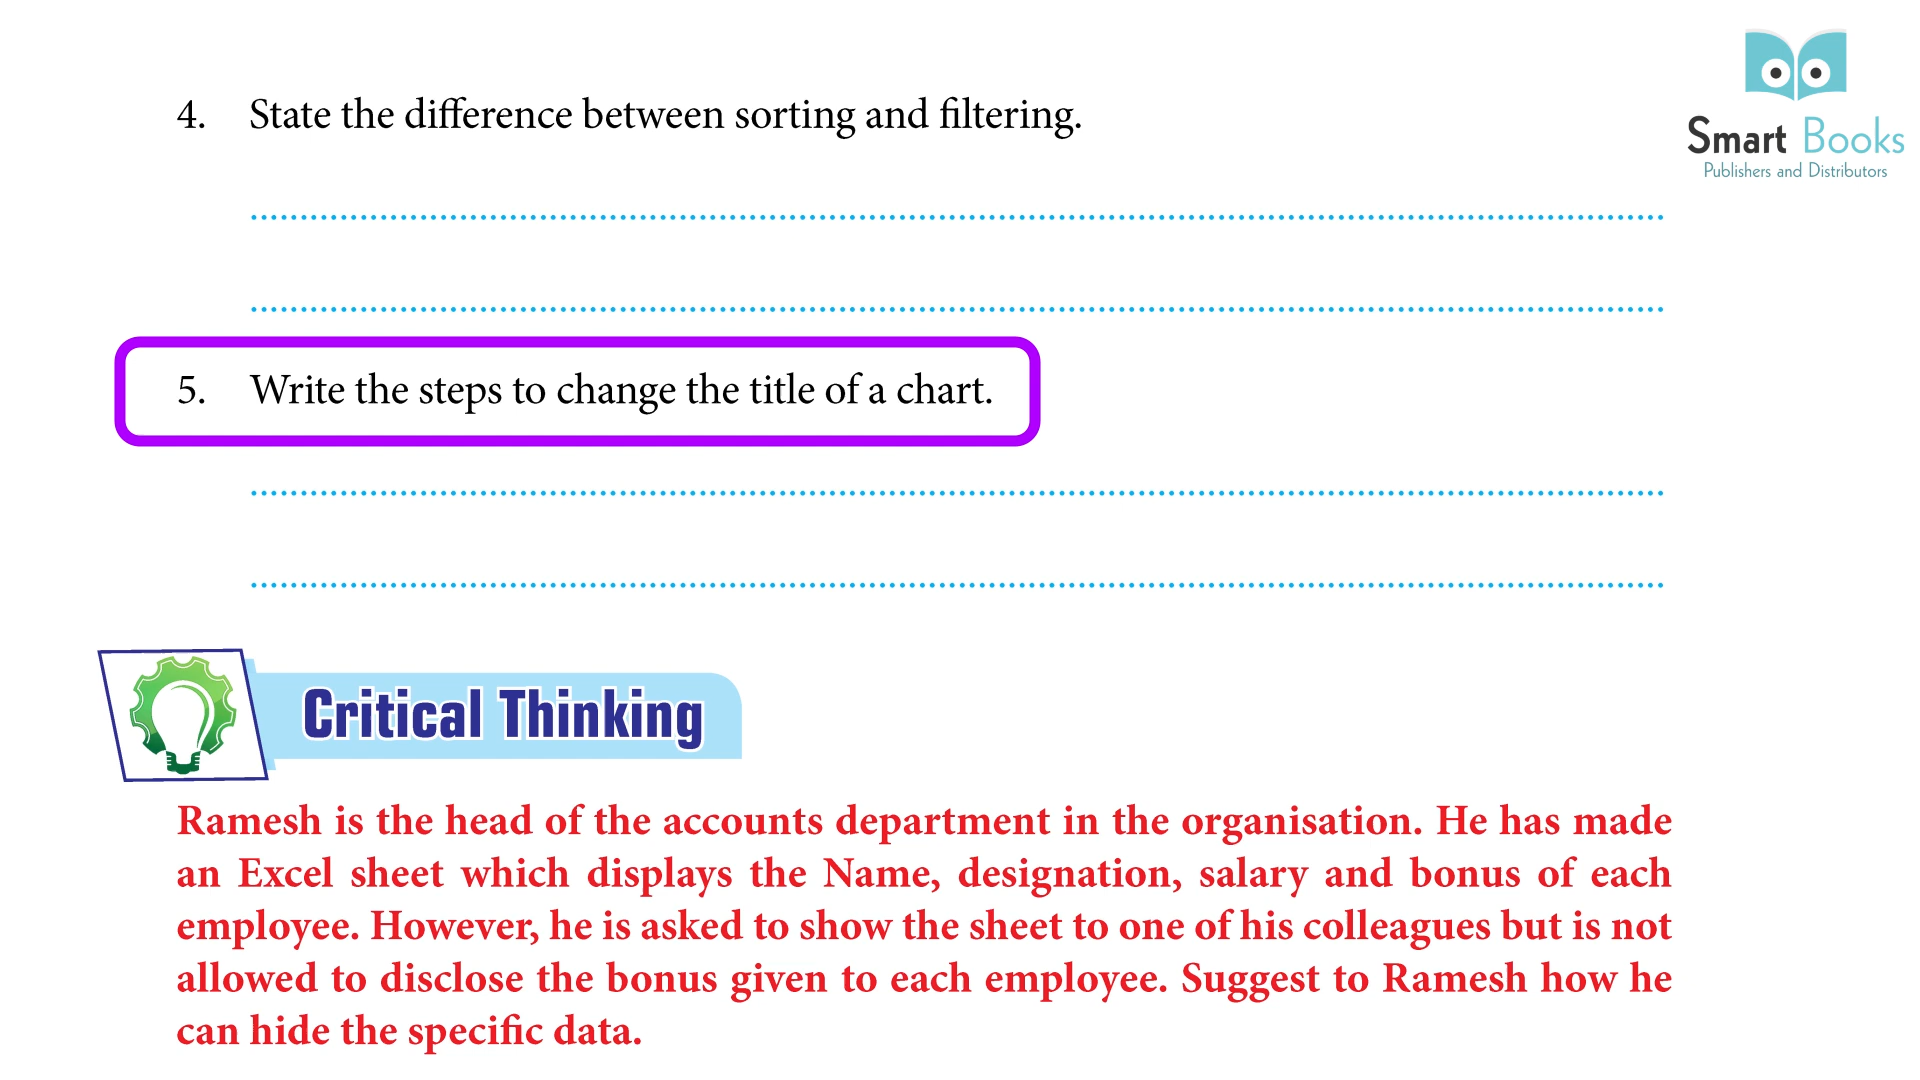 Smart Books
Publishers and Distributors
4. State the difference between sorting and filtering.
5. Write the steps to change the title of a chart.
Critical Thinking
Ramesh is the head of the accounts department in the organisation. He has made
an Excel sheet which displays the Name, designation, salary and bonus of each
employee. However, he is asked to show the sheet to one of his colleagues but is not
allowed to disclose the bonus given to each employee. Suggest to Ramesh how he
can hide the specific data.